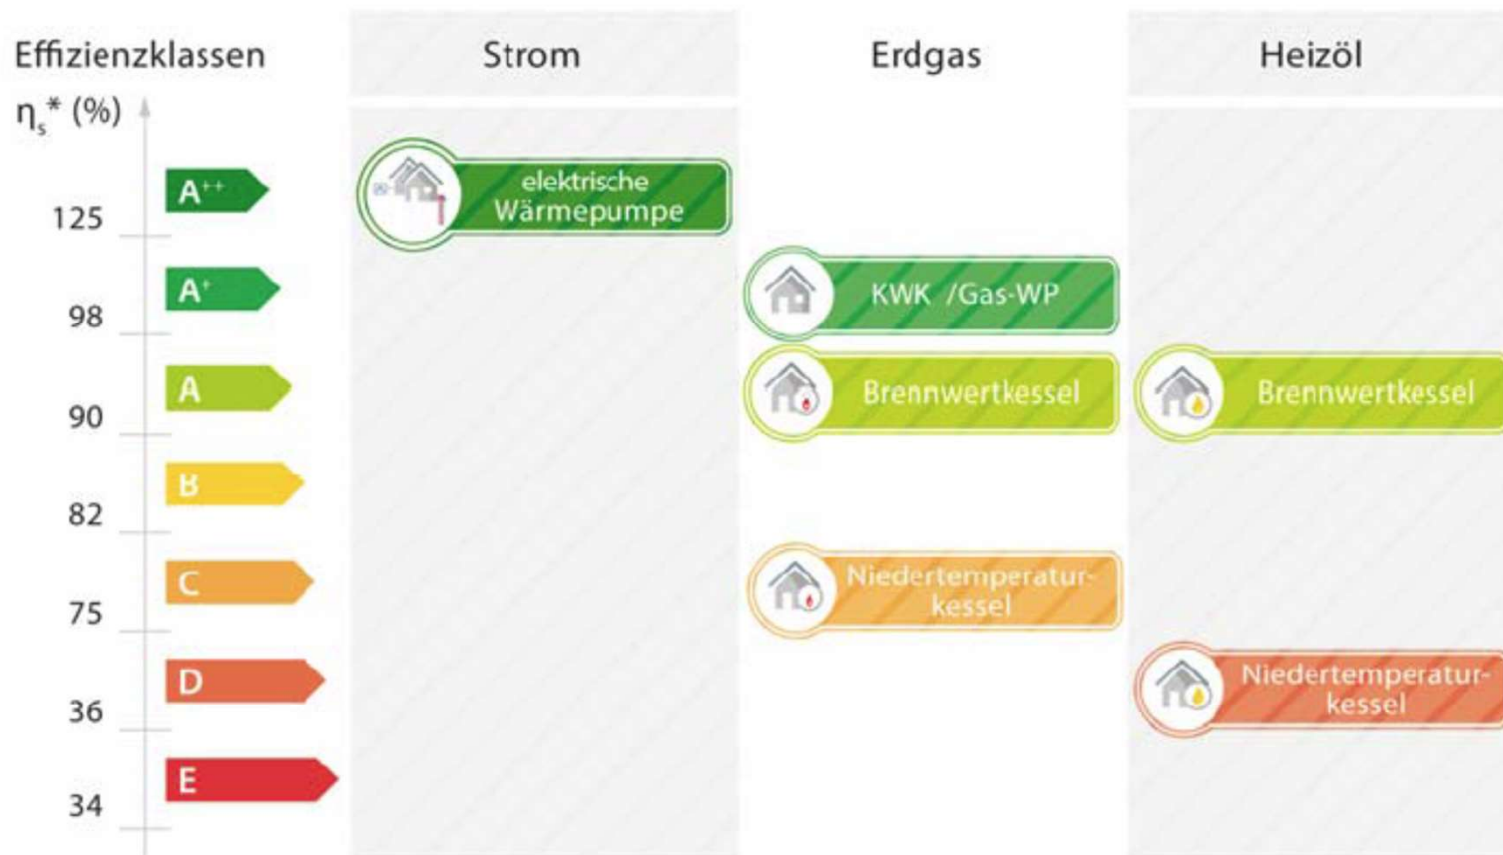 Effizienzklassen Strom Erdgas Heizöl
ηs* (%)
A++ elektrische
Wärmepumpe
125
A+ KWK /Gas-WP
98
A Brennwertkessel Brennwertkessel
90
B
82
C Niedertemperatur-
kessel
75
D Niedertemperatur-
kessel
36
E
34